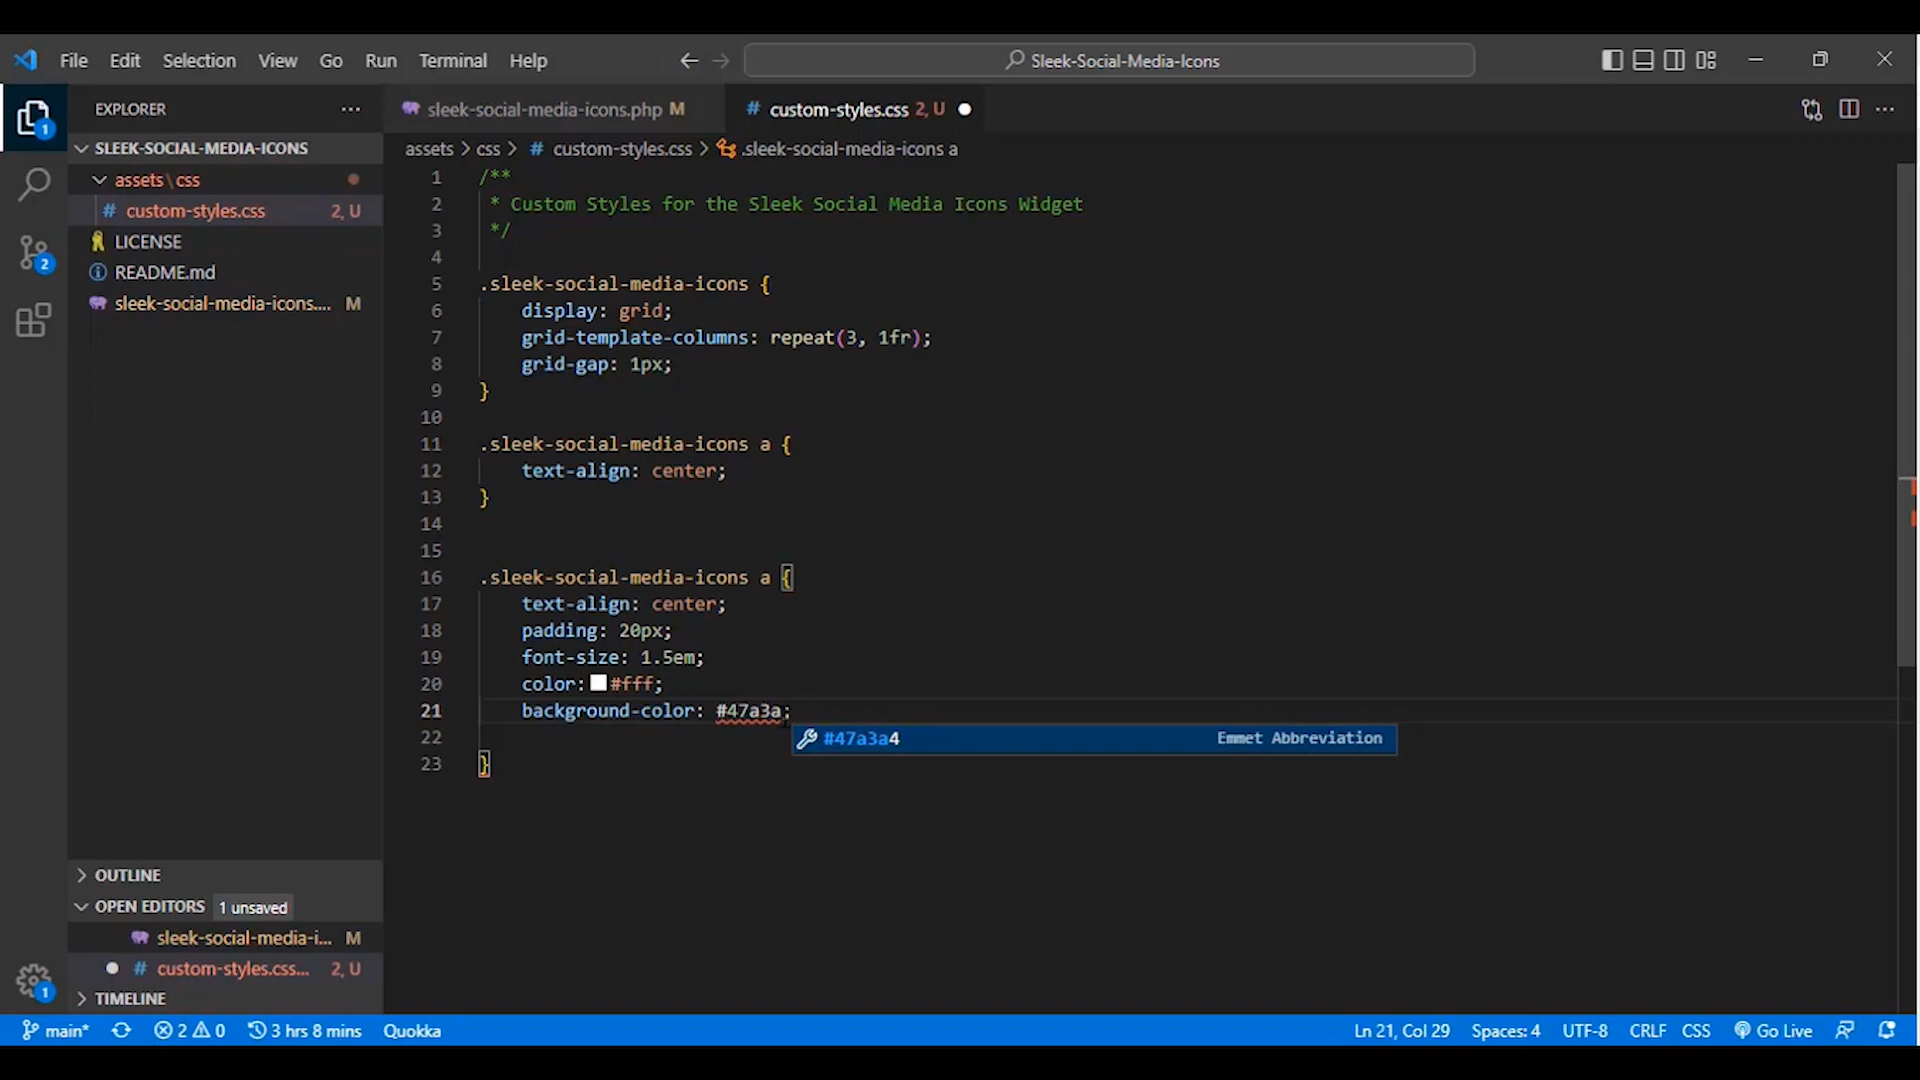 File Edit Selection View Go Run Terminal Help
Sleek-Social-Media-Icons
EXPLORER
sleek-social-media-icons.php M
# custom-styles.css 2, U
SLEEK-SOCIAL-MEDIA-ICONS
assets > css > # custom-styles.css > .sleek-social-media-icons a
assets\css
# custom-styles.css 2, U
LICENSE
README.md
sleek-social-media-icons.... M
1 /**
2 * Custom Styles for the Sleek Social Media Icons Widget
3 */
4
5 .sleek-social-media-icons {
6 display: grid;
7 grid-template-columns: repeat(3, 1fr);
8 grid-gap: 1px;
9 }
10
11 .sleek-social-media-icons a {
12 text-align: center;
13 }
14
15
16 .sleek-social-media-icons a {
17 text-align: center;
18 padding: 20px;
19 font-size: 1.5em;
20 color: #fff;
21 background-color: #47a3a;
22
#47a3a4 Emmet Abbreviation
23 }
1
2
OUTLINE
OPEN EDITORS 1 unsaved
sleek-social-media-i... M
# custom-styles.css... 2, U
TIMELINE
1
main* 2 0 3 hrs 8 mins Quokka
Ln 21, Col 29 Spaces: 4 UTF-8 CRLF CSS Go Live